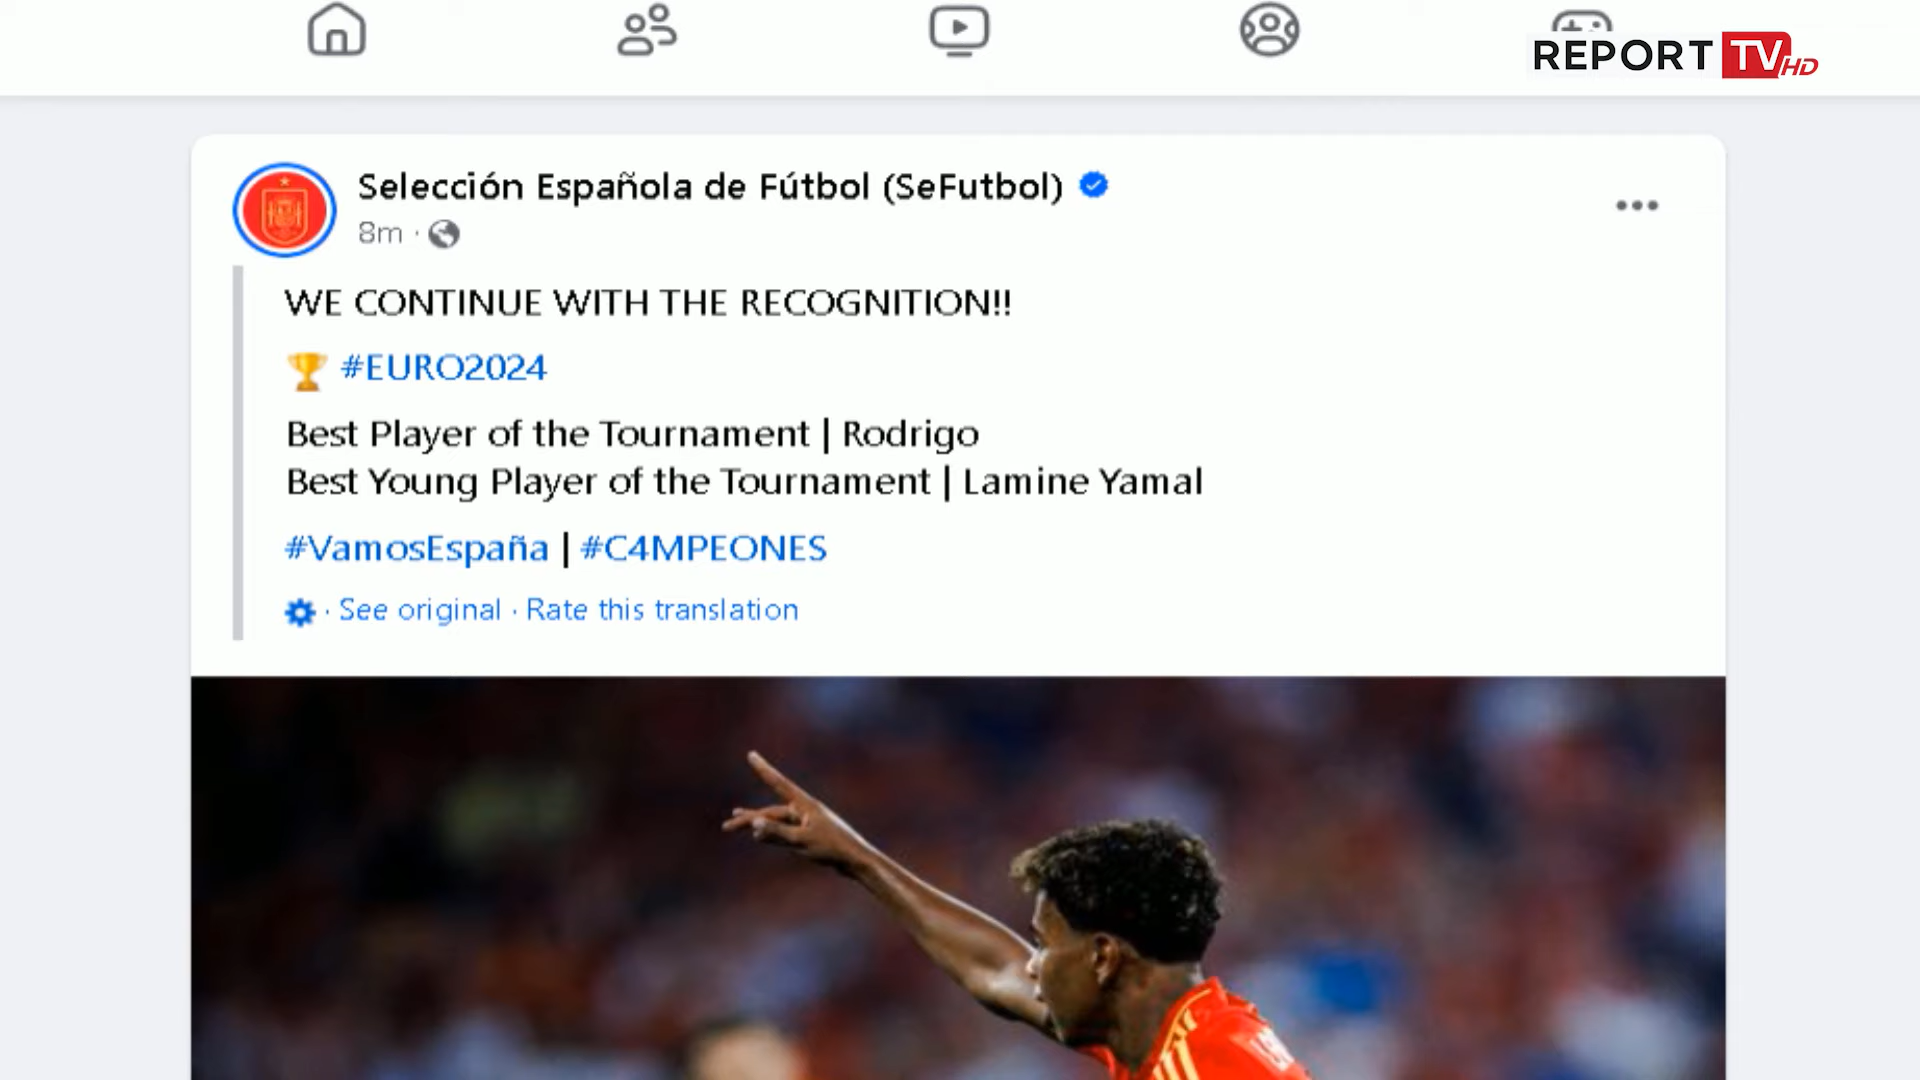 REPORT TV HD
Selección Española de Fútbol (SeFutbol)
8m ·
WE CONTINUE WITH THE RECOGNITION!!
🏆 #EURO2024
Best Player of the Tournament | Rodrigo
Best Young Player of the Tournament | Lamine Yamal
#VamosEspaña | #C4MPEONES
· See original · Rate this translation